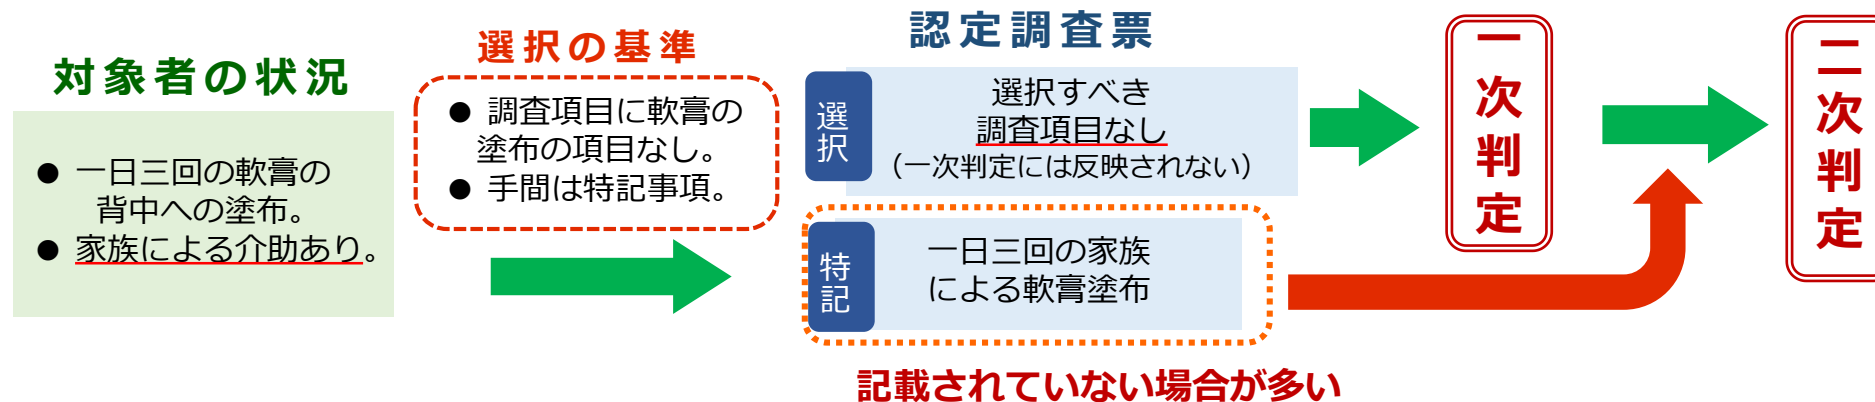 対象者の状況
● 一日三回の軟膏の
背中への塗布。
● 家族による介助あり。
選択の基準
● 調査項目に軟膏の
塗布の項目なし。
● 手間は特記事項。
認定調査票
選択
選択すべき
調査項目なし
（一次判定には反映されない）
特記
一日三回の家族
による軟膏塗布
記載されていない場合が多い
一次判定
二次判定